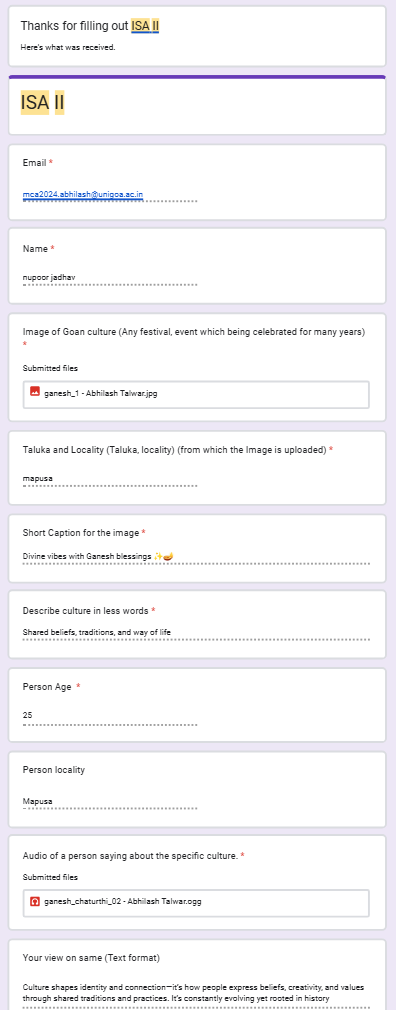 Thanks for filling out ISA II
Here's what was received.
ISA II
Email *
mca2024.abhilash@unigoa.ac.in
Name *
nupoor jadhav
Image of Goan culture (Any festival, event which being celebrated for many years)
*
Submitted files
ganesh_1 - Abhilash Talwar.jpg
Taluka and Locality (Taluka, locality) (from which the Image is uploaded) *
mapusa
Short Caption for the image *
Divine vibes with Ganesh blessings ✨🪔
Describe culture in less words *
Shared beliefs, traditions, and way of life
Person Age *
25
Person locality
Mapusa
Audio of a person saying about the specific culture. *
Submitted files
ganesh_chaturthi_02 - Abhilash Talwar.ogg
Your view on same (Text format)
Culture shapes identity and connection—it's how people express beliefs, creativity, and values
through shared traditions and practices. It's constantly evolving yet rooted in history